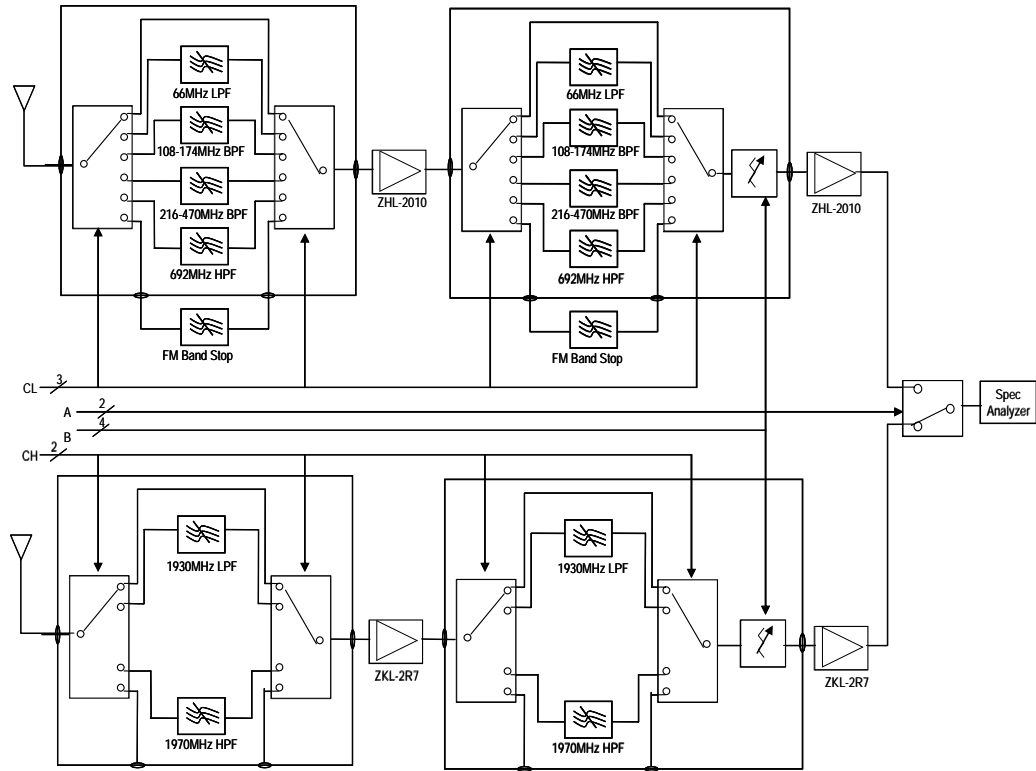 66MHz LPF
108-174MHz BPF
216-470MHz BPF
692MHz HPF
FM Band Stop
ZHL-2010
66MHz LPF
108-174MHz BPF
216-470MHz BPF
692MHz HPF
FM Band Stop
ZHL-2010
CL
3
A
2
B
4
CH
2
Spec
Analyzer
1930MHz LPF
1970MHz HPF
ZKL-2R7
1930MHz LPF
1970MHz HPF
ZKL-2R7